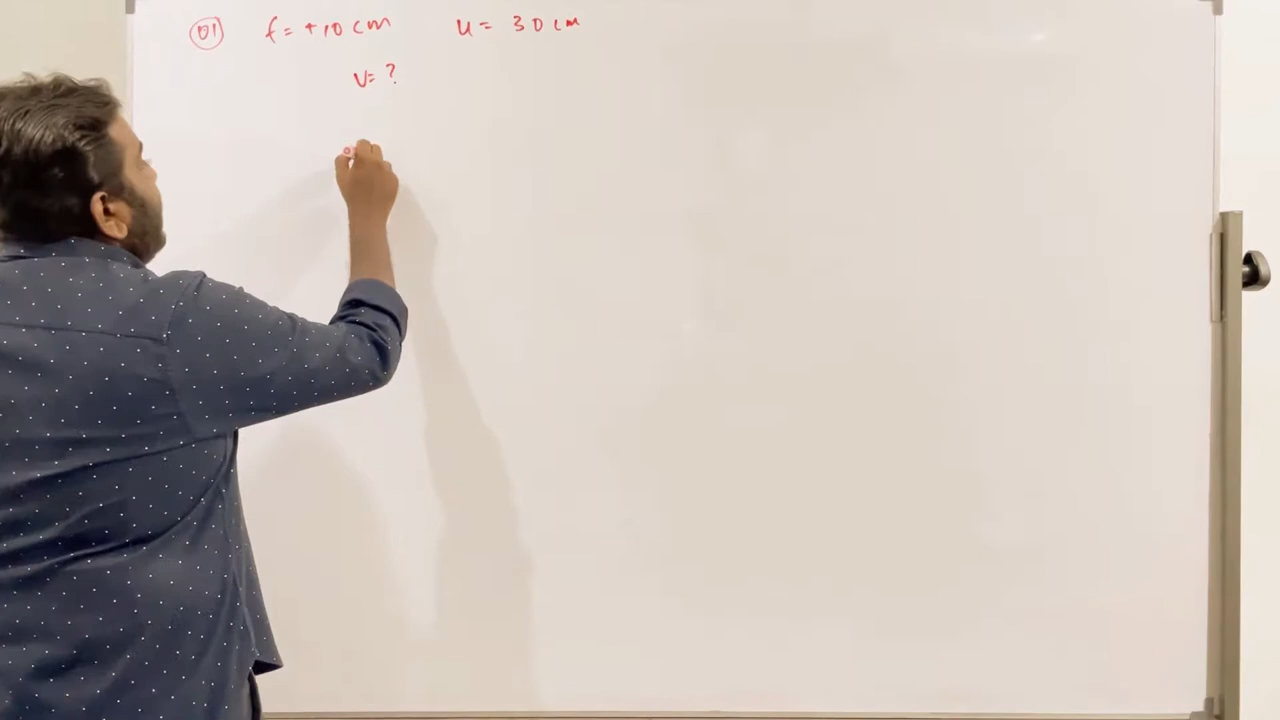 01 f = +10 cm u = 30 cm
v = ?